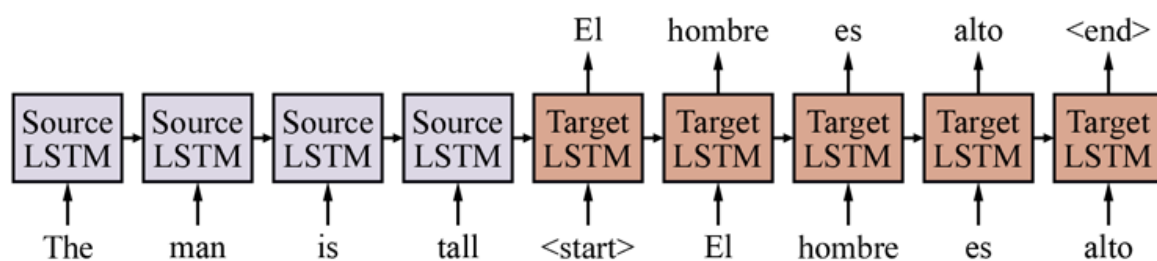 El hombre es alto <end>
Source Source Source Source Target Target Target Target Target
LSTM LSTM LSTM LSTM LSTM LSTM LSTM LSTM LSTM
The man is tall <start> El hombre es alto